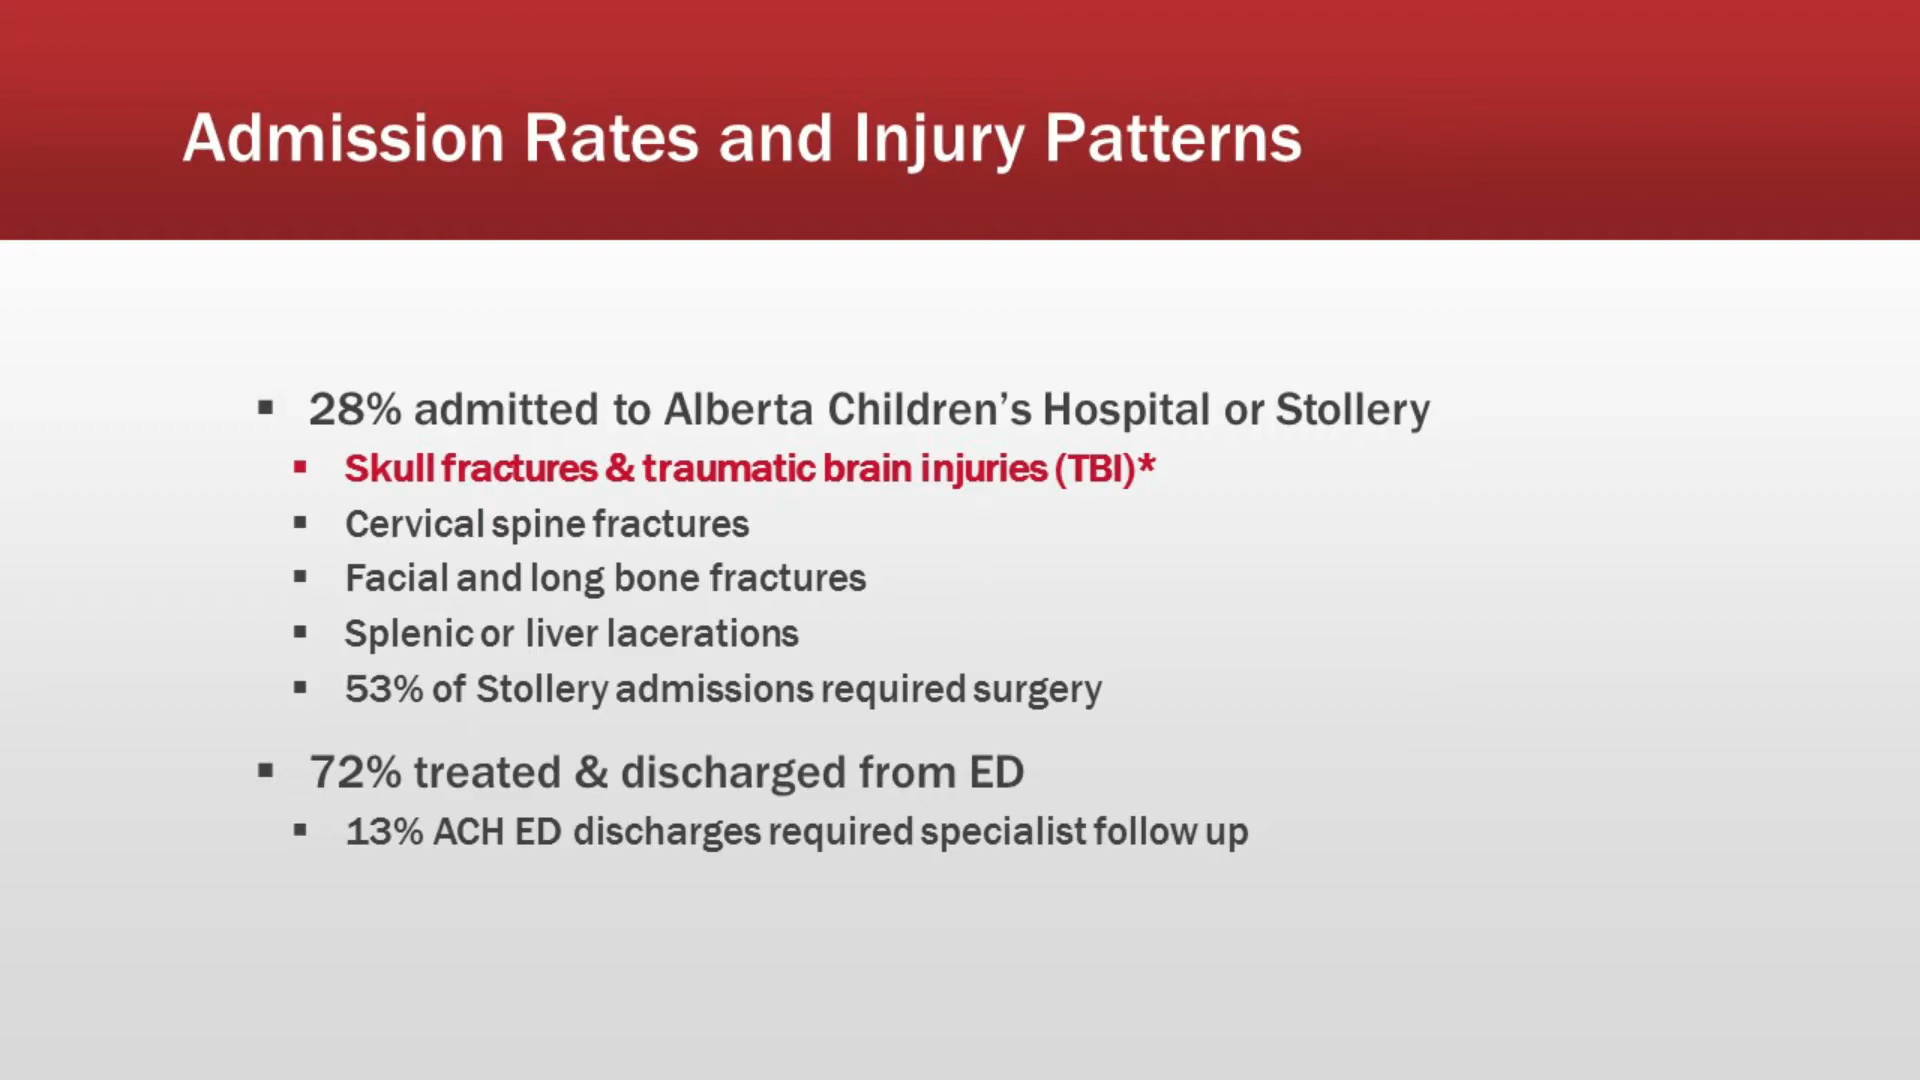 Admission Rates and Injury Patterns
▪ 28% admitted to Alberta Children’s Hospital or Stollery
▪ Skull fractures & traumatic brain injuries (TBI)*
▪ Cervical spine fractures
▪ Facial and long bone fractures
▪ Splenic or liver lacerations
▪ 53% of Stollery admissions required surgery
▪ 72% treated & discharged from ED
▪ 13% ACH ED discharges required specialist follow up